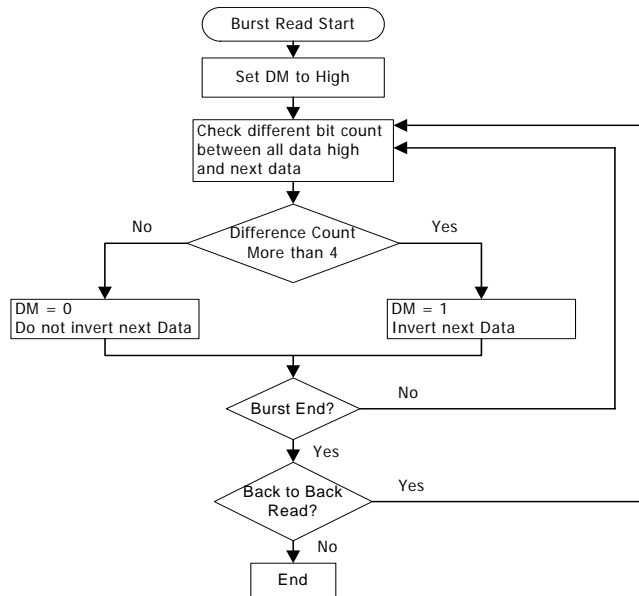 Burst Read Start
Set DM to High
Check different bit count
between all data high
and next data
No
Difference Count
More than 4
Yes
DM = 0
Do not invert next Data
DM = 1
Invert next Data
Burst End?
No
Yes
Back to Back
Read?
Yes
No
End